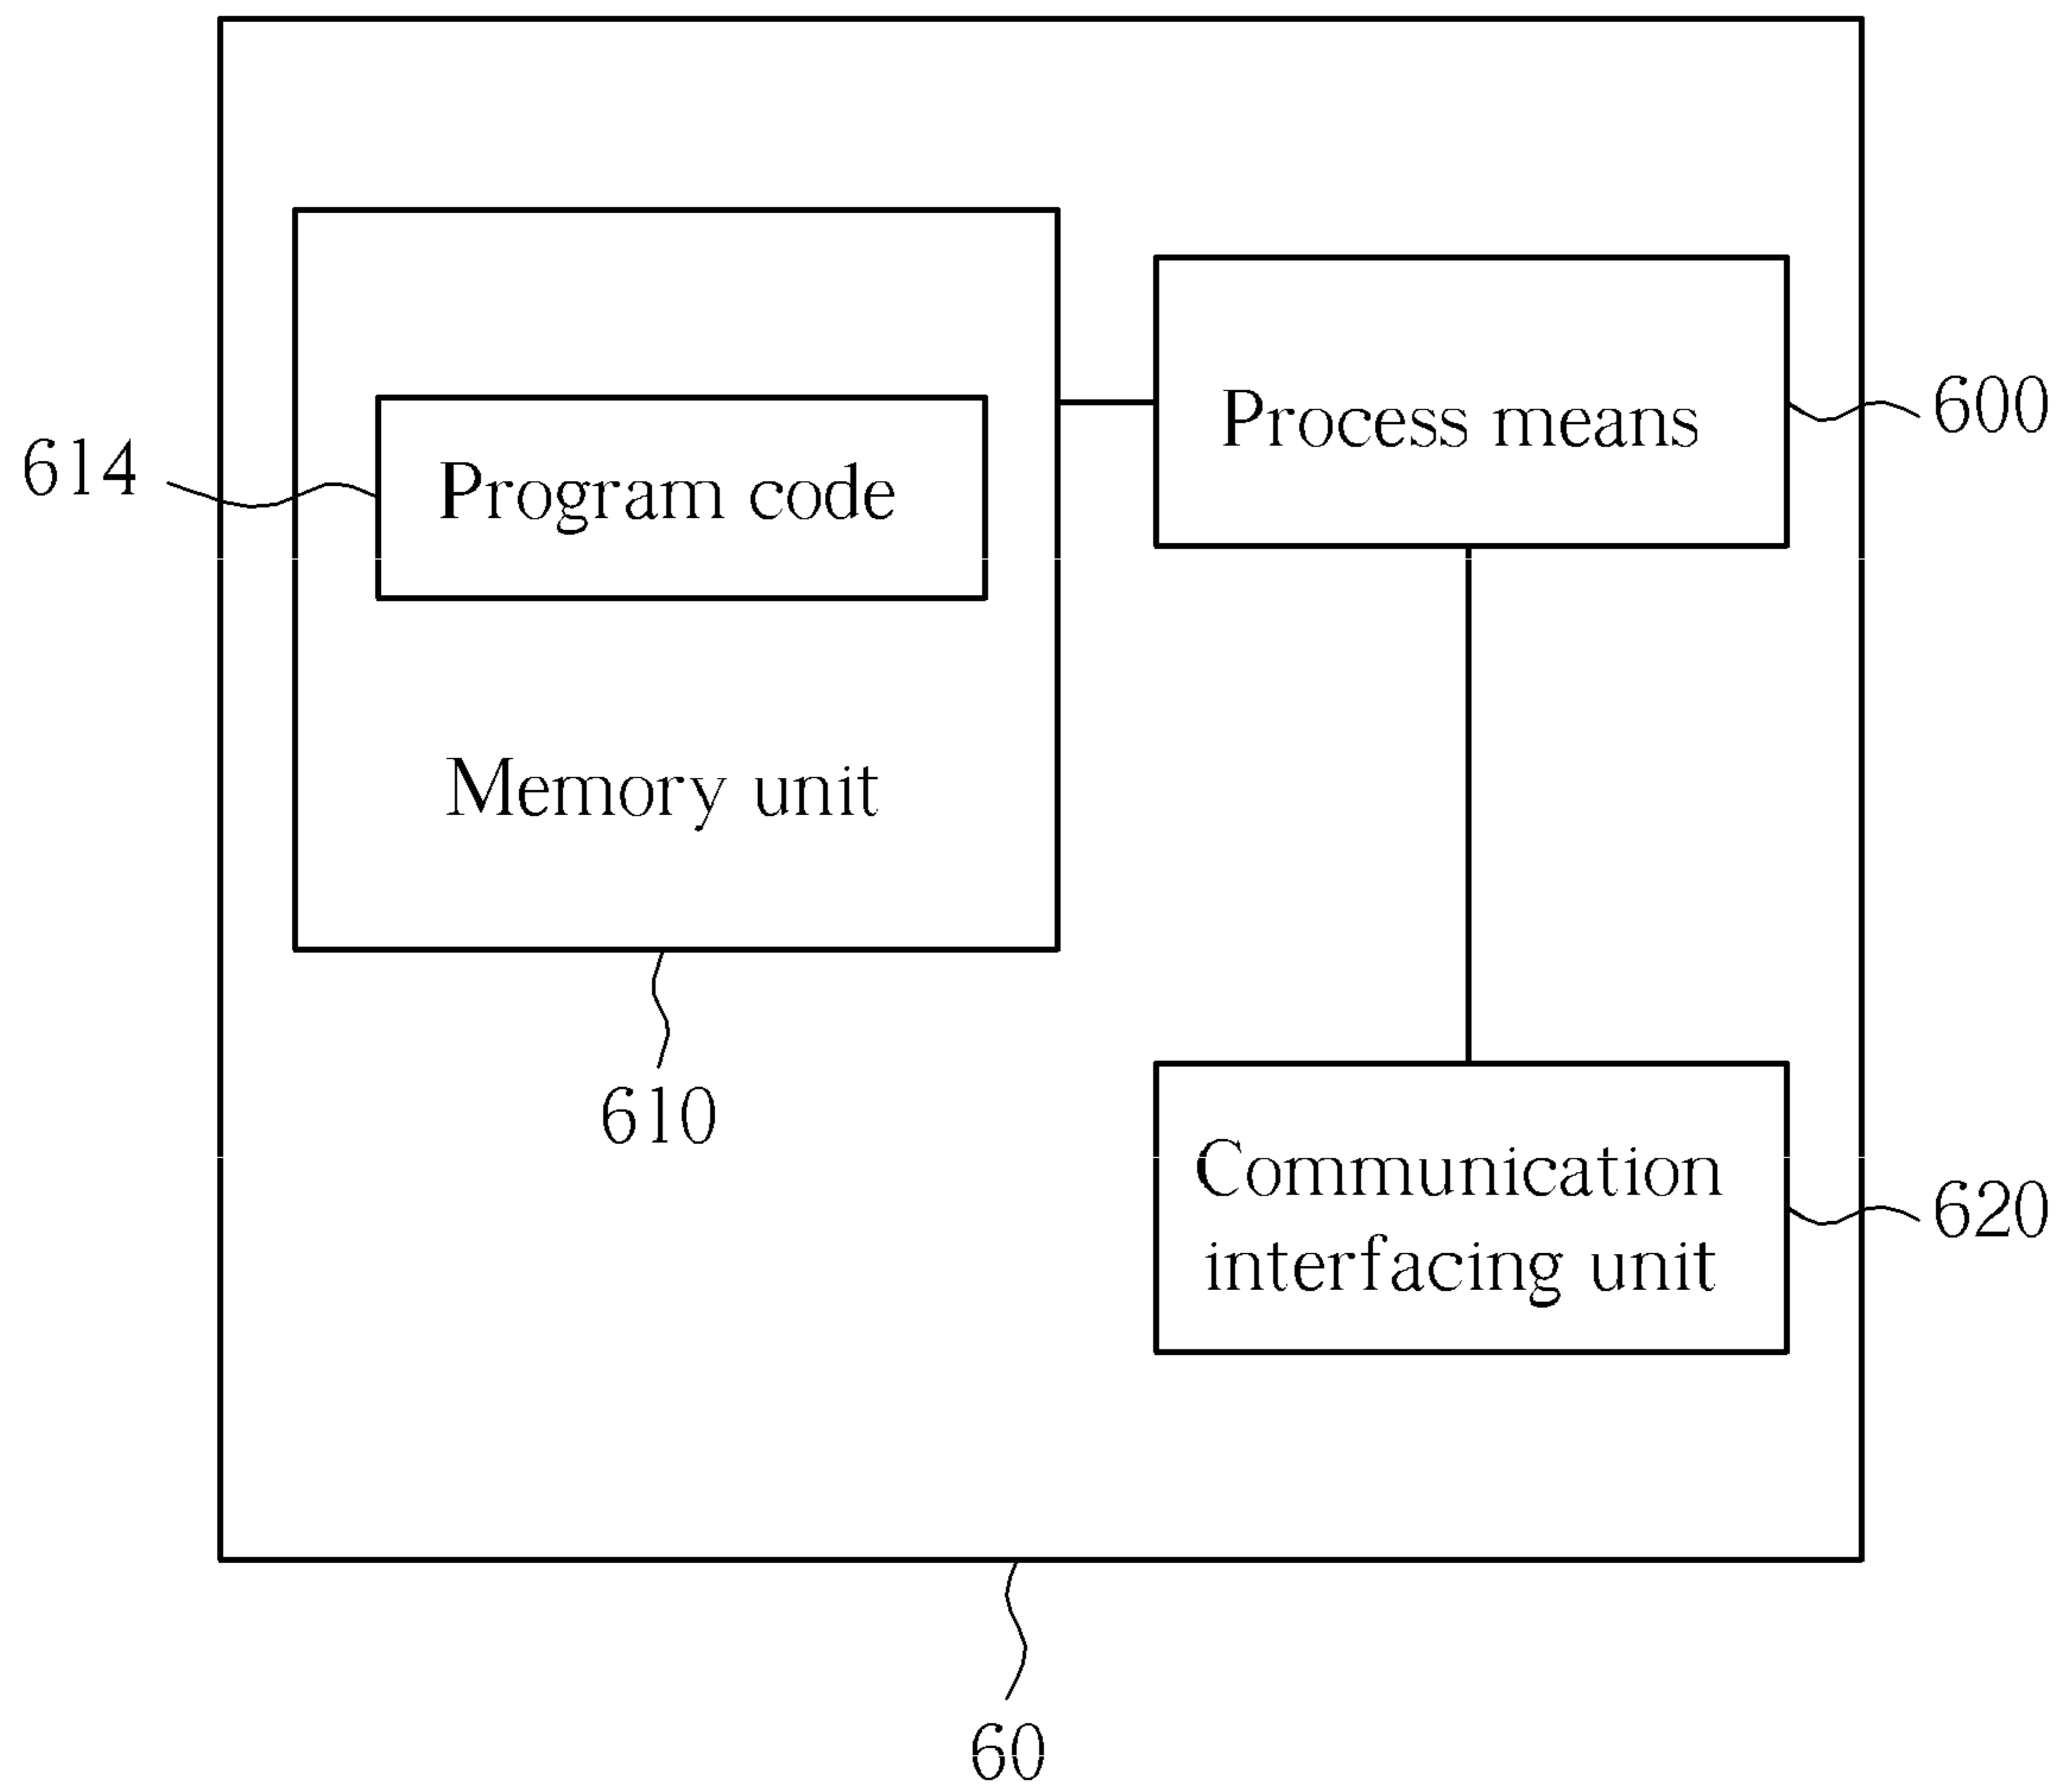 600
Process means
614
Program code
Memory unit
610
Communication
interfacing unit
620
60